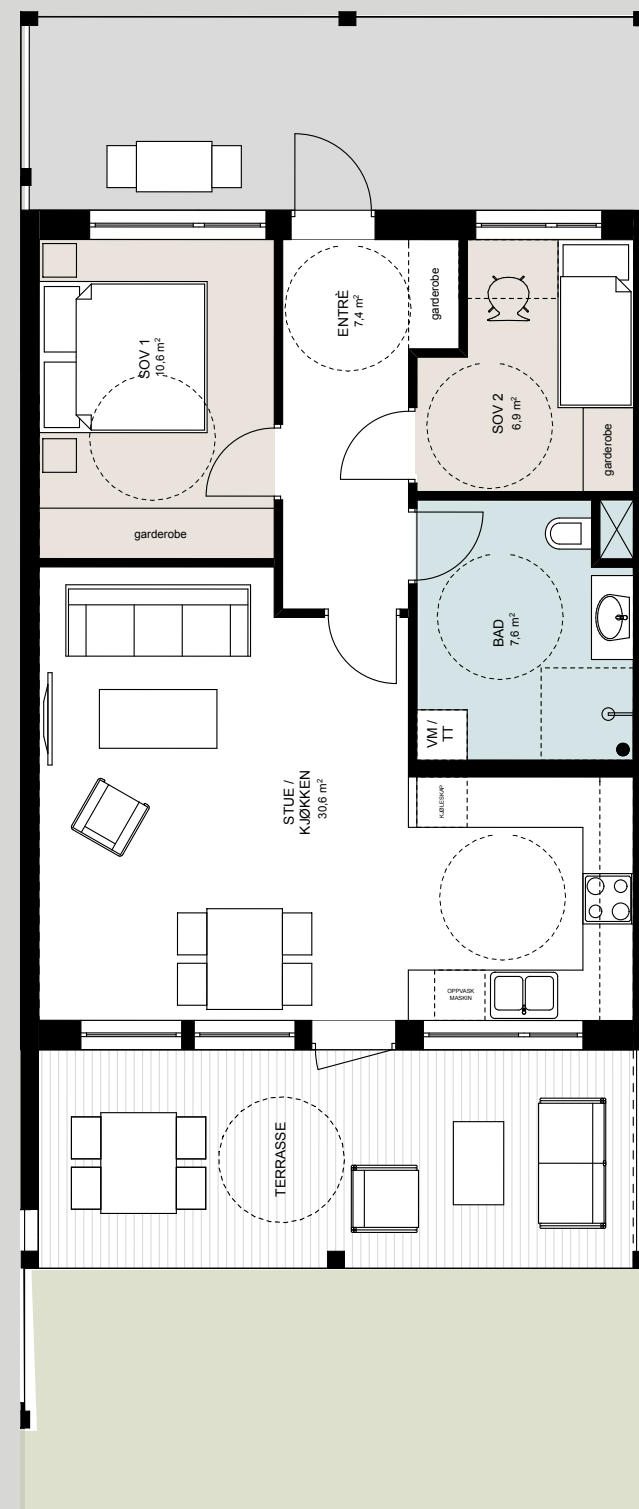 garderobe
ENTRÈ
7,4 m²
SOV 1
10,6 m²
SOV 2
6,9 m²
garderobe
garderobe
BAD
7,6 m²
VM /
TT
STUE /
KJØKKEN
30,6 m²
KJØLESKAP
OPPVASK
MASKIN
TERRASSE